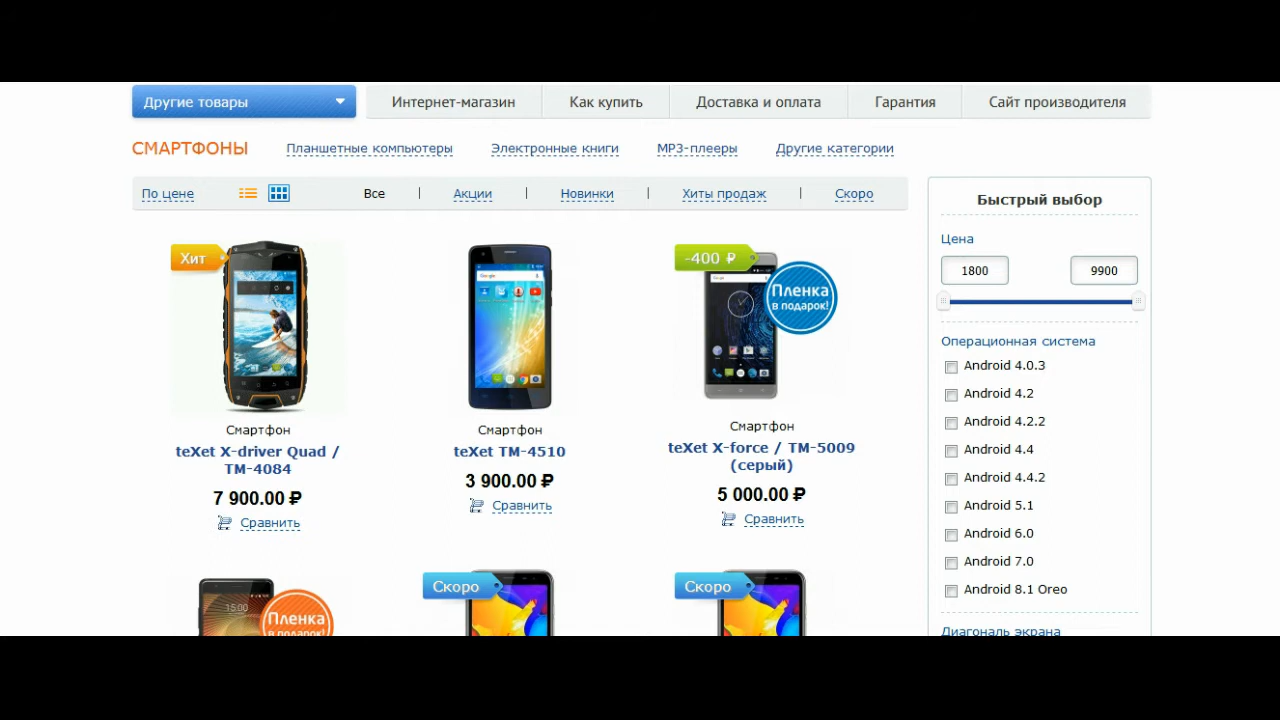 Другие товары
Интернет-магазин
Как купить
Доставка и оплата
Гарантия
Сайт производителя
СМАРТФОНЫ
Планшетные компьютеры
Электронные книги
MP3-плееры
Другие категории
По цене
Все
Акции
Новинки
Хиты продаж
Скоро
Хит
Смартфон
teXet X-driver Quad /
TM-4084
7 900.00 ₽
Сравнить
Смартфон
teXet TM-4510
3 900.00 ₽
Сравнить
-400 ₽
Пленка
в подарок!
Смартфон
teXet X-force / TM-5009
(серый)
5 000.00 ₽
Сравнить
15:00
Пленка
в подарок!
Скоро
Скоро
Быстрый выбор
Цена
1800
9900
Операционная система
Android 4.0.3
Android 4.2
Android 4.2.2
Android 4.4
Android 4.4.2
Android 5.1
Android 6.0
Android 7.0
Android 8.1 Oreo
Диагональ экрана